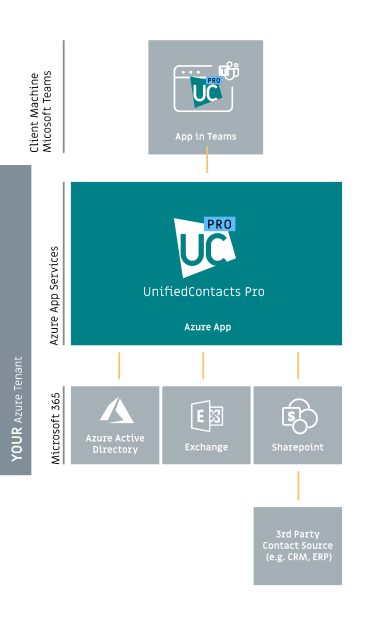 Client Machine
Micosoft Teams
PRO
UC
App in Teams
YOUR Azure Tenant
Azure App Services
PRO
UC
UnifiedContacts Pro
Azure App
Microsoft 365
Azure Active
Directory
E
Exchange
S
Sharepoint
3rd Party
Contact Source
(e.g. CRM, ERP)